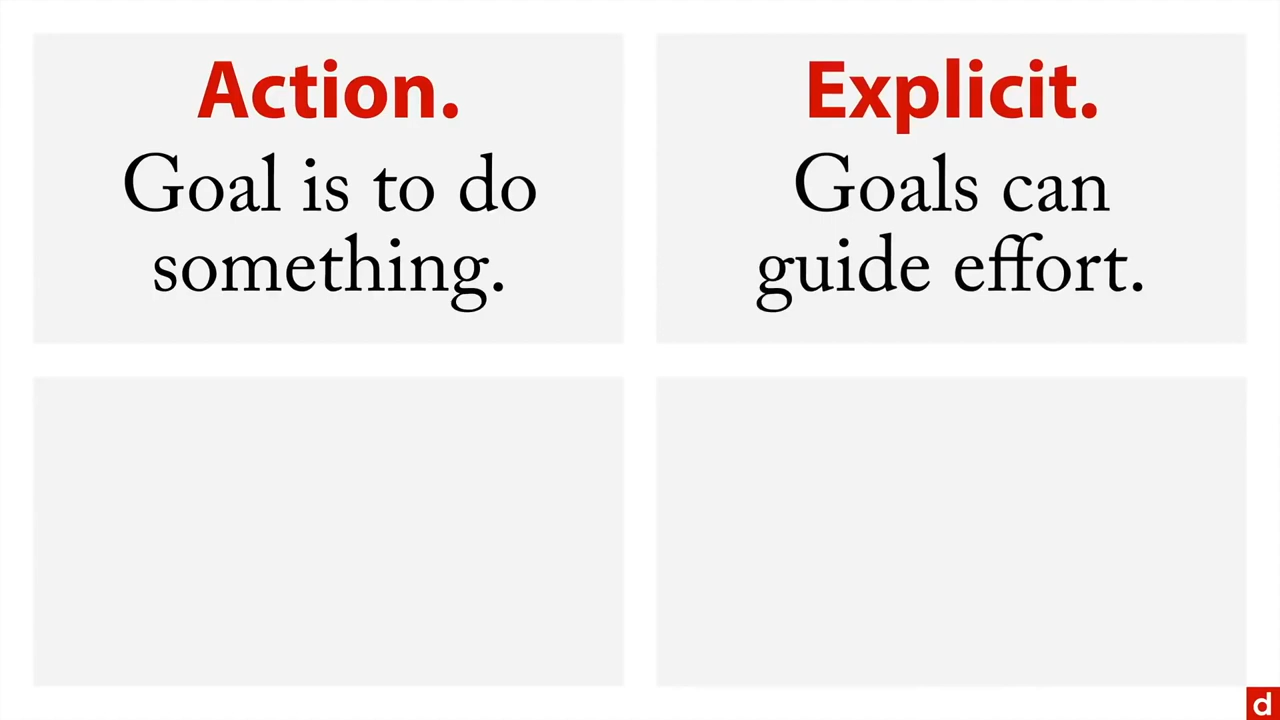 Action.
Goal is to do
something.
Explicit.
Goals can
guide effort.
d